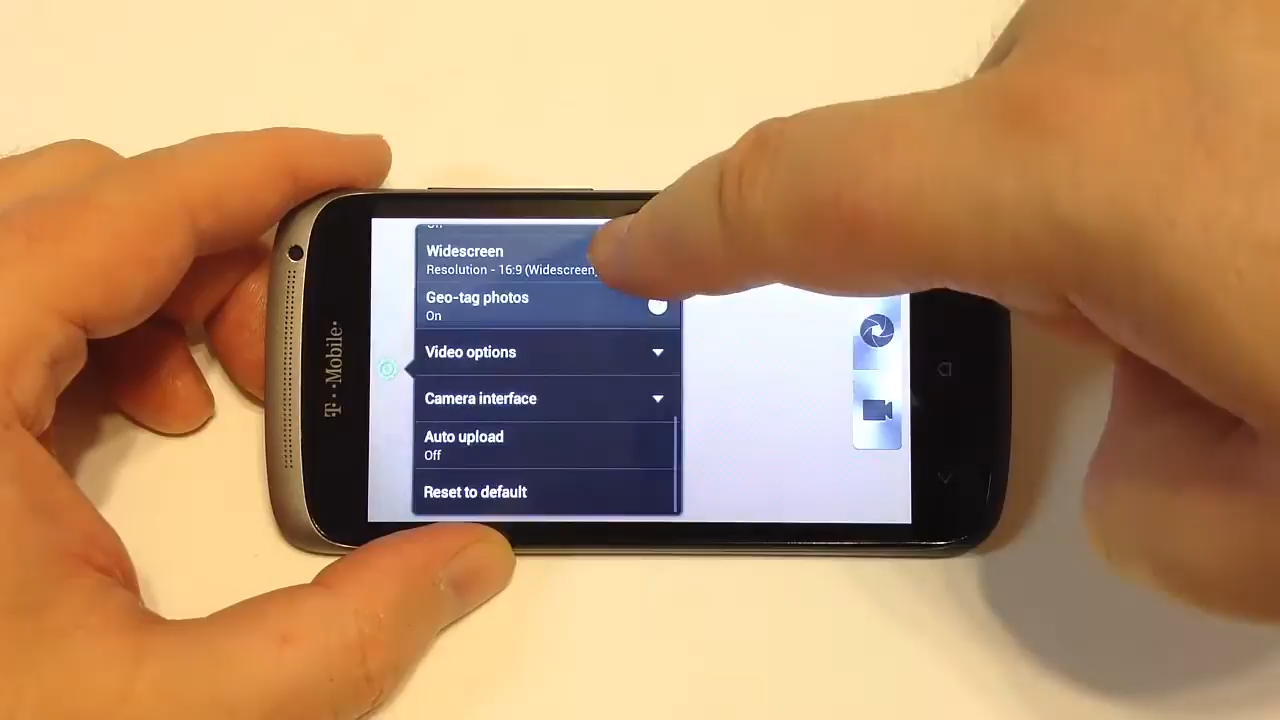 Widescreen
Resolution - 16:9 (Widescreen
Geo-tag photos
On
Video options
Camera interface
Auto upload
Off
Reset to default
T··Mobile·